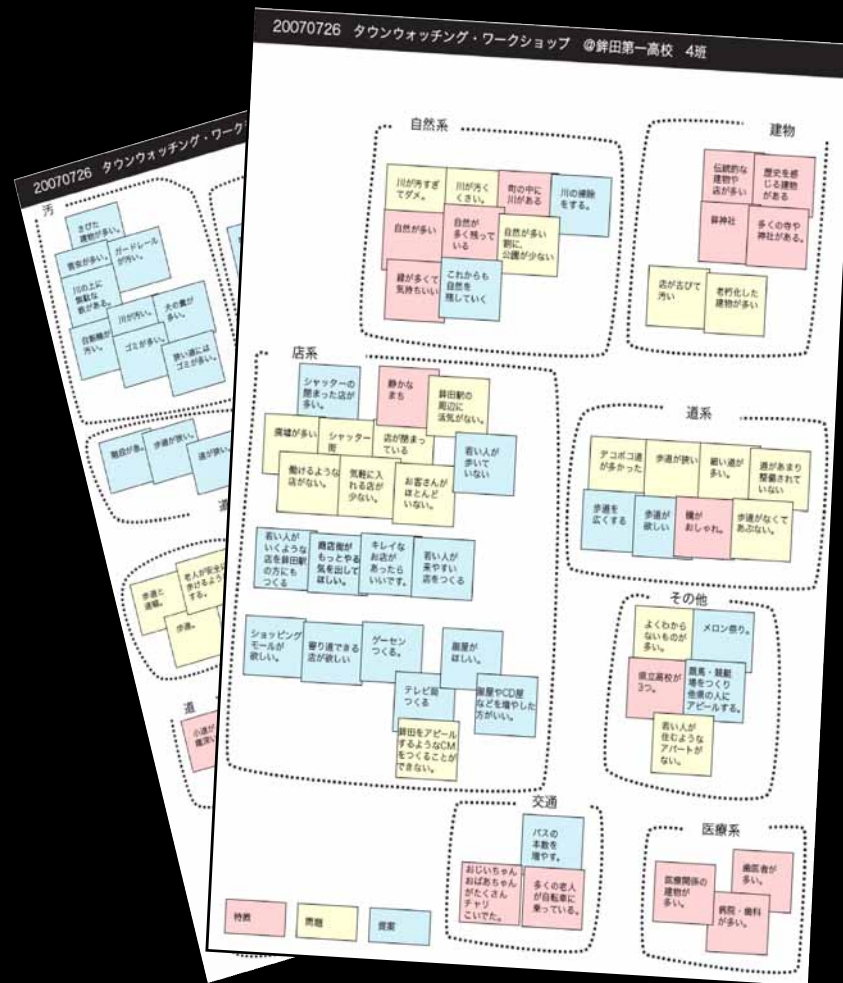 20070726 タウンウォッチング・ワークショップ @鉾田第一高校 4班
自然系
川が汚すぎ
てダメ。
川が汚く
くさい。
町の中に
川がある
川の掃除
をする。
自然が多い
自然が
多く残って
いる
自然が多い
割に、
公園が少ない
緑が多くて
気持ちいい
これからも
自然を
残していく
建物
伝統的な
建物や
店が多い
歴史を感
じる建物
がある
神社
多くの寺や
神社がある。
店が古びて
汚い
老朽化した
建物が多い
店系
シャッターの
閉まった店が
多い。
静かな
まち
鉾田駅の
周辺に
活気がない。
廃墟が多い
シャッター
街
店が閉まっ
ている
若い人が
歩いて
いない
働けるような
店がない。
気軽に入
れる店が
少ない。
お客さんが
ほとんど
いない。
若い人が
いくような
店を鉾田駅
の方にも
つくる
商店街が
もっとやる
気を出して
ほしい。
キレイな
お店が
あったら
いいです。
若い人が
来やすい
店をつくる
ショッピング
モールが
欲しい。
寄り道できる
店が欲しい
ゲーセン
つくる。
服屋が
ほしい。
テレビ局
つくる
服屋やCD屋
などを増やした
方がいい。
鉾田をアピール
するようなCM
をつくることが
できない。
道系
デコボコ道
が多かった
歩道が狭い
細い道が
多い。
道があまり
整備されて
いない
歩道を
広くする
歩道が
欲しい
おしゃれ。
歩道がなくて
あぶない。
その他
よくわから
ないものが
多い。
メロン祭り。
県立高校が
3つ。
競馬・競艇
場をつくり
他県の人に
アピールする。
若い人が
住むような
アパートが
ない。
交通
バスの
本数を
増やす。
おじいちゃん
おばあちゃん
がたくさん
チャリ
こいでた。
多くの老人
が自転車に
乗っている。
医療系
医療関係の
建物が
多い。
歯医者が
多い。
病院・歯科
が多い。
特徴
問題
提案
20070726 タウンウォッチング・ワーク
汚
さびた
建物が多い。
ガードレール
が汚い。
川の上に
無駄な
川が汚い。
犬の糞が
多い。
自転車が
汚い。
ゴミが多い。
狭い道には
ゴミが多い。
歩道が狭い。
道が狭い。
歩道と
老人が安全に
歩けるよう
する。
歩道。
道
小道が